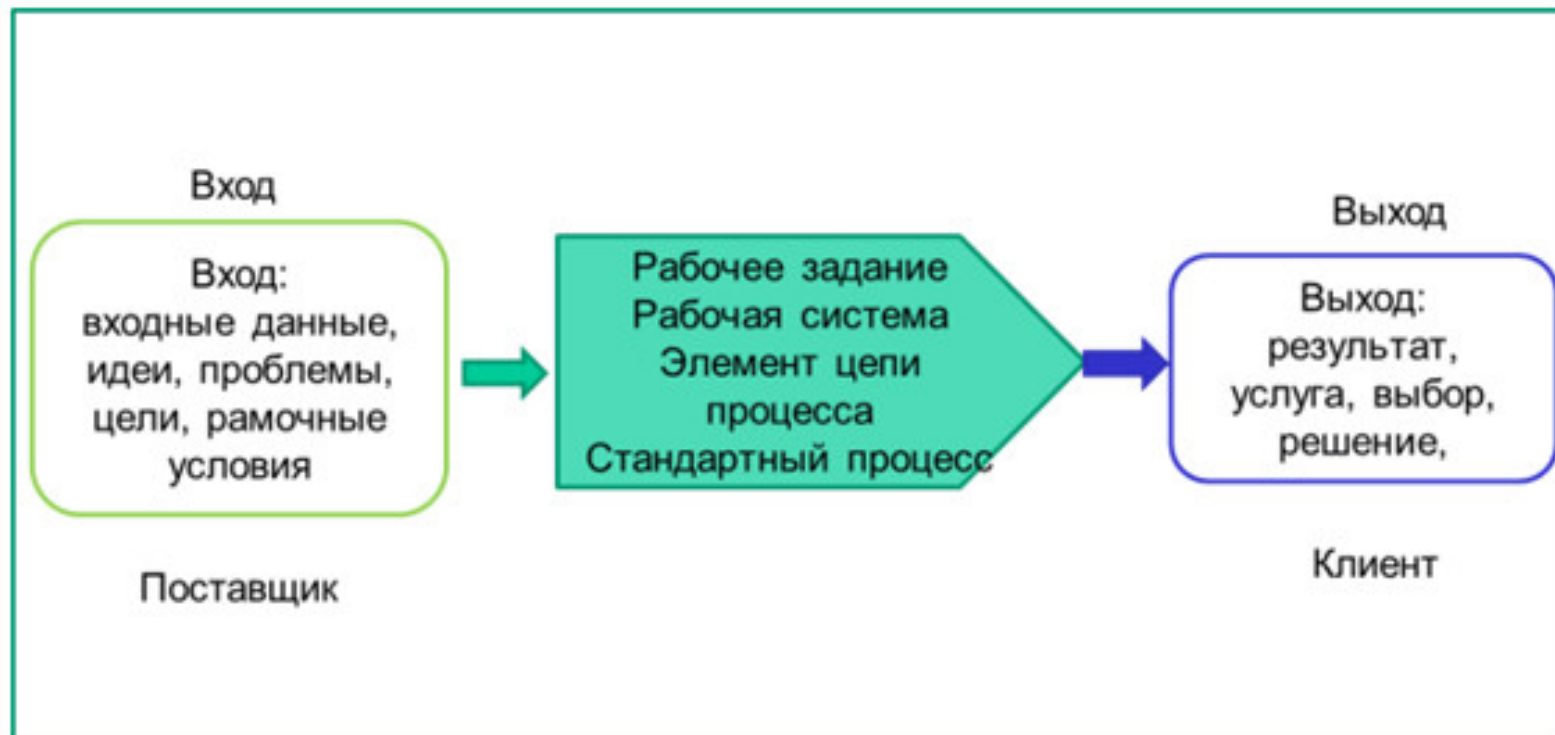 Вход
Вход:
входные данные,
идеи, проблемы,
цели, рамочные
условия
Поставщик
Рабочее задание
Рабочая система
Элемент цепи
процесса
Стандартный процесс
Выход
Выход:
результат,
услуга, выбор,
решение,
Клиент